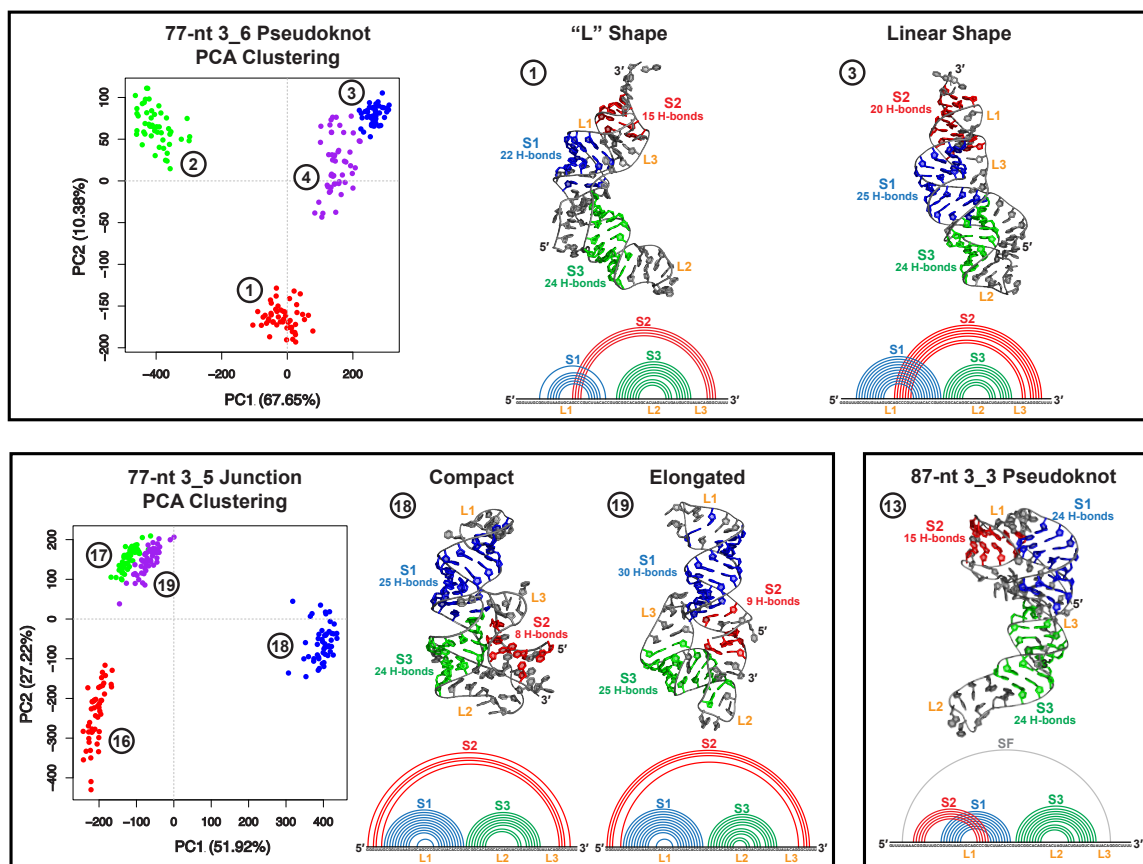 77-nt 3_6 Pseudoknot
PCA Clustering
PC2 (10.38%)
100
50
0
−50
−100
−150
−200
−400
−200
0
200
PC1 (67.65%)
1
2
3
4
“L” Shape
1
3′
S2
15 H-bonds
L1
S1
22 H-bonds
L3
5′
S3
24 H-bonds
L2
S2
S1
S3
5′
3′
L1
L2
L3
Linear Shape
3
3′
S2
20 H-bonds
L1
L3
S1
25 H-bonds
5′
S3
24 H-bonds
L2
S2
S1
S3
5′
3′
L1
L2
L3
77-nt 3_5 Junction
PCA Clustering
PC2 (27.22%)
200
100
0
−100
−200
−300
−400
−200
−100
0
100
200
300
400
PC1 (51.92%)
17
19
18
16
Compact
18
L1
S1
25 H-bonds
L3
S2
8 H-bonds
5′
S3
24 H-bonds
L2
3′
S2
S1
S3
5′
3′
L1
L2
L3
Elongated
19
L1
S1
30 H-bonds
S2
9 H-bonds
L3
5′
3′
S3
25 H-bonds
L2
S2
S1
S3
5′
3′
L1
L2
L3
87-nt 3_3 Pseudoknot
13
L1
S1
24 H-bonds
S2
15 H-bonds
5′
L3
3′
L2
S3
24 H-bonds
SF
S2
S1
S3
5′
3′
L1
L2
L3